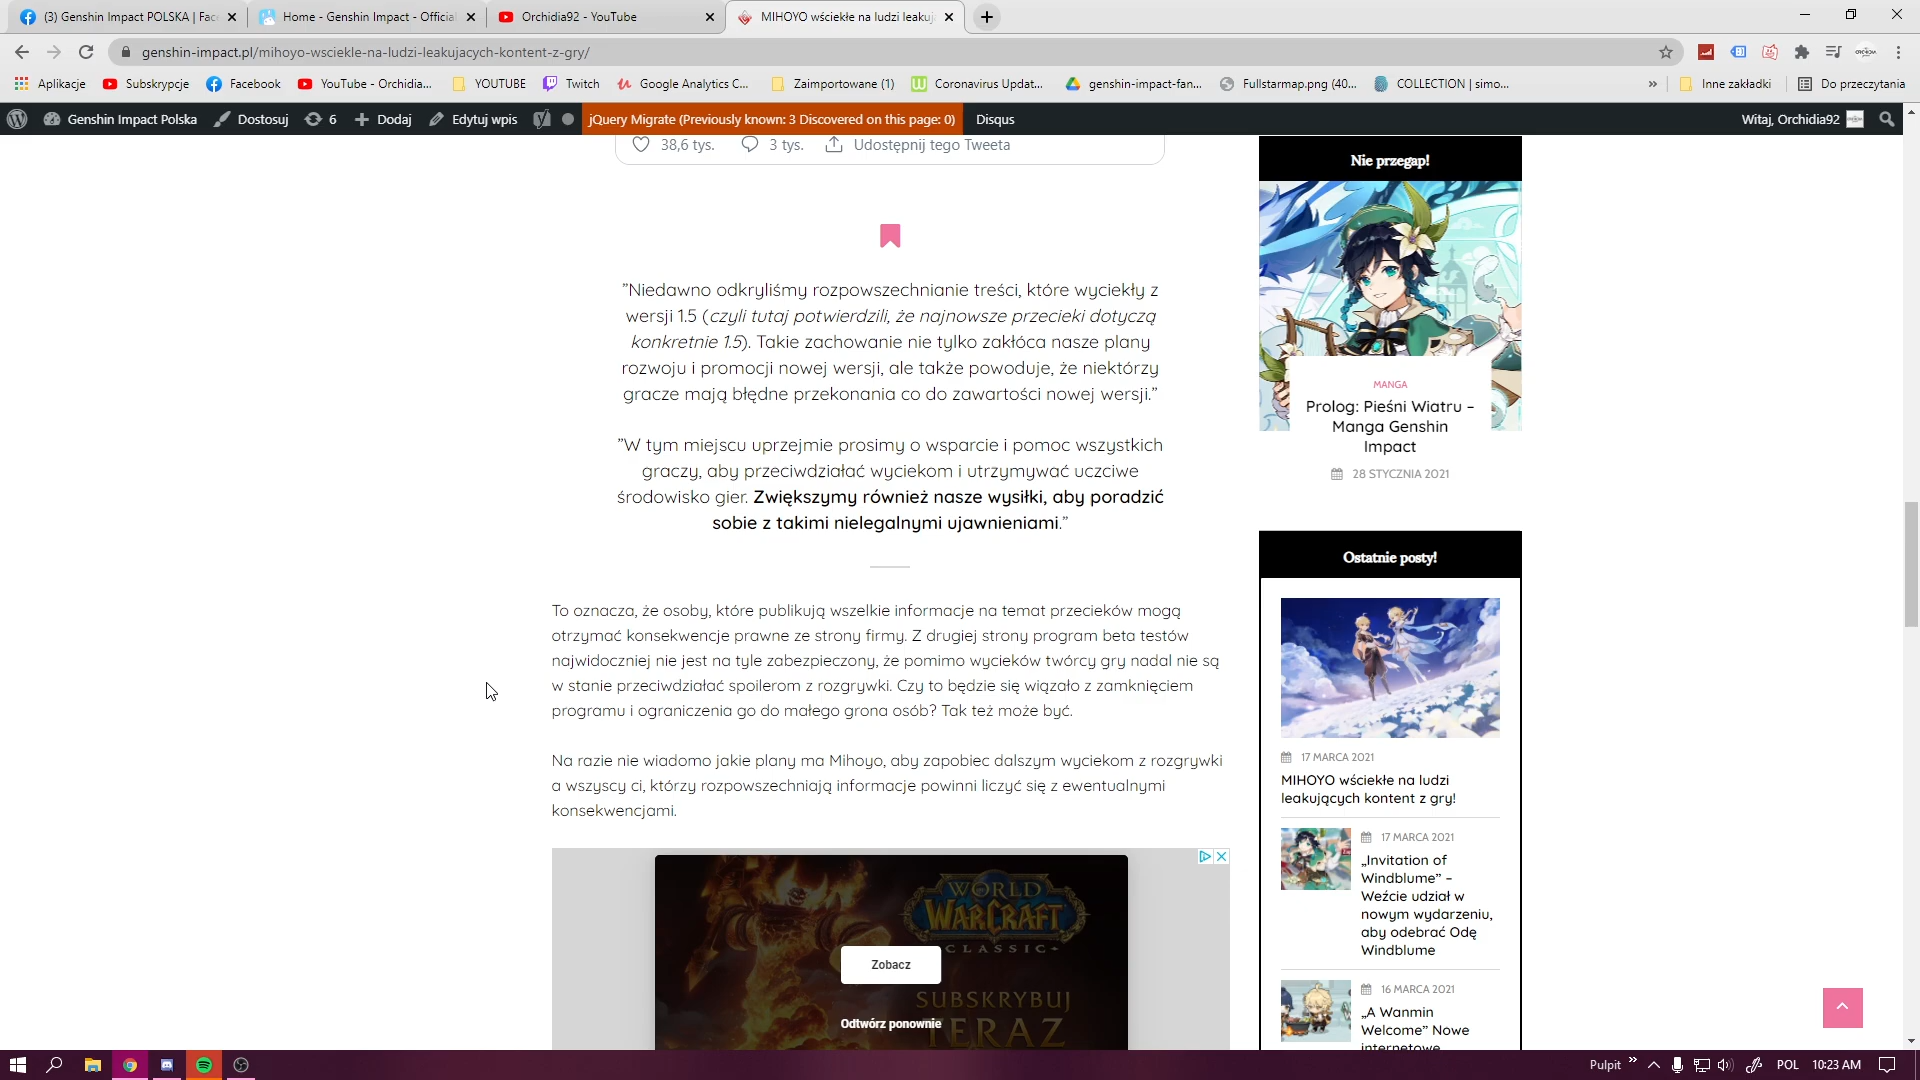 (3) Genshin Impact POLSKA | Fac
Home - Genshin Impact - Official
Orchidia92 - YouTube
MIHOYO wściekłe na ludzi leakuj
genshin-impact.pl/mihoyo-wsciekle-na-ludzi-leakujacych-kontent-z-gry/
Aplikacje
Subskrypcje
Facebook
YouTube - Orchidia...
YOUTUBE
Twitch
Google Analytics C...
Zaimportowane (1)
Coronavirus Updat...
genshin-impact-fan...
Fullstarmap.png (40...
COLLECTION | simo...
»
Inne zakładki
Do przeczytania
Genshin Impact Polska
Dostosuj
6
Dodaj
Edytuj wpis
jQuery Migrate (Previously known: 3 Discovered on this page: 0)
Disqus
Witaj, Orchidia92
38,6 tys.
3 tys.
Udostępnij tego Tweeta
”Niedawno odkryliśmy rozpowszechnianie treści, które wyciekły z
wersji 1.5 (czyli tutaj potwierdzili, że najnowsze przecieki dotyczą
konkretnie 1.5). Takie zachowanie nie tylko zakłóca nasze plany
rozwoju i promocji nowej wersji, ale także powoduje, że niektórzy
gracze mają błędne przekonania co do zawartości nowej wersji.”
”W tym miejscu uprzejmie prosimy o wsparcie i pomoc wszystkich
graczy, aby przeciwdziałać wyciekom i utrzymywać uczciwe
środowisko gier. Zwiększymy również nasze wysiłki, aby poradzić
sobie z takimi nielegalnymi ujawnieniami.”
To oznacza, że osoby, które publikują wszelkie informacje na temat przecieków mogą
otrzymać konsekwencje prawne ze strony firmy. Z drugiej strony program beta testów
najwidoczniej nie jest na tyle zabezpieczony, że pomimo wycieków twórcy gry nadal nie są
w stanie przeciwdziałać spoilerom z rozgrywki. Czy to będzie się wiązało z zamknięciem
programu i ograniczenia go do małego grona osób? Tak też może być.
Na razie nie wiadomo jakie plany ma Mihoyo, aby zapobiec dalszym wyciekom z rozgrywki
a wszyscy ci, którzy rozpowszechniają informacje powinni liczyć się z ewentualnymi
konsekwencjami.
WORLD
WARCRAFT
CLASSIC
Zobacz
SUBSKRYBUJ
TERAZ
Odtwórz ponownie
Nie przegap!
MANGA
Prolog: Pieśni Wiatru –
Manga Genshin
Impact
28 STYCZNIA 2021
Ostatnie posty!
17 MARCA 2021
MIHOYO wściekłe na ludzi
leakujących kontent z gry!
17 MARCA 2021
„Invitation of
Windblume” –
Weźcie udział w
nowym wydarzeniu,
aby odebrać Odę
Windblume
16 MARCA 2021
„A Wanmin
Welcome” Nowe
internetowe
Pulpit
»
POL
10:23 AM